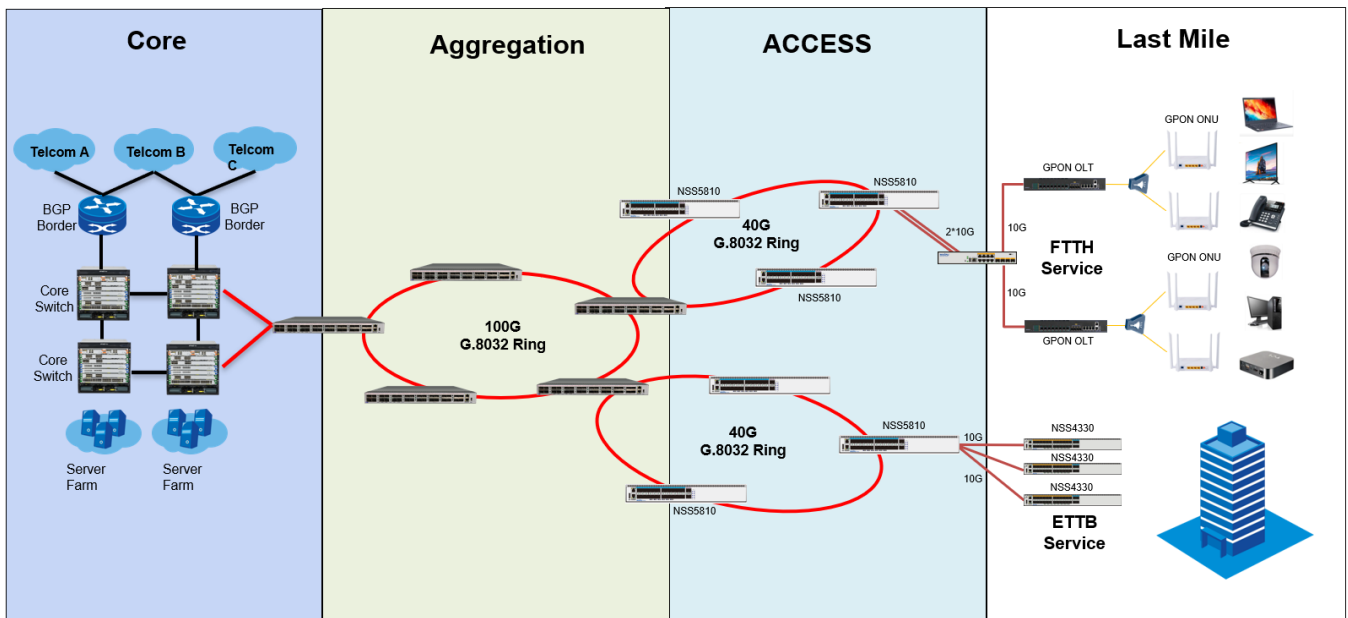 Core
Aggregation
ACCESS
Last Mile
Telcom A
Telcom B
Telcom
C
BGP
Border
BGP
Border
Core
Switch
Core
Switch
Server
Farm
Server
Farm
100G
G.8032 Ring
NSS5810
NSS5810
40G
G.8032 Ring
NSS5810
2*10G
40G
G.8032 Ring
NSS5810
NSS5810
10G
10G
GPON OLT
GPON ONU
10G
FTTH
Service
10G
GPON ONU
GPON OLT
NSS4330
NSS4330
NSS4330
ETTB
Service